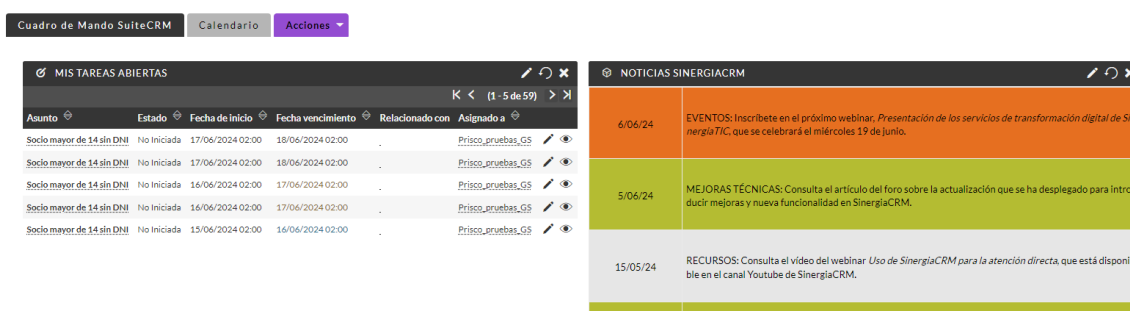 Cuadro de Mando SuiteCRM Calendario Acciones
MIS TAREAS ABIERTAS
(1 - 5 de 59)
Asunto Estado Fecha de inicio Fecha vencimiento Relacionado con Asignado a
Socio mayor de 14 sin DNI No Iniciada 17/06/2024 02:00 18/06/2024 02:00 Prisco_pruebas_GS
Socio mayor de 14 sin DNI No Iniciada 17/06/2024 02:00 18/06/2024 02:00 Prisco_pruebas_GS
Socio mayor de 14 sin DNI No Iniciada 16/06/2024 02:00 17/06/2024 02:00 Prisco_pruebas_GS
Socio mayor de 14 sin DNI No Iniciada 16/06/2024 02:00 17/06/2024 02:00 Prisco_pruebas_GS
Socio mayor de 14 sin DNI No Iniciada 15/06/2024 02:00 16/06/2024 02:00 Prisco_pruebas_GS
NOTICIAS SINERGIACRM
6/06/24
EVENTOS: Inscríbete en el próximo webinar, Presentación de los servicios de transformación digital de Si
nergiaTIC, que se celebrará el miércoles 19 de junio.
5/06/24
MEJORAS TÉCNICAS: Consulta el artículo del foro sobre la actualización que se ha desplegado para intro
ducir mejoras y nueva funcionalidad en SinergiaCRM.
15/05/24
RECURSOS: Consulta el vídeo del webinar Uso de SinergiaCRM para la atención directa, que está disponi
ble en el canal Youtube de SinergiaCRM.